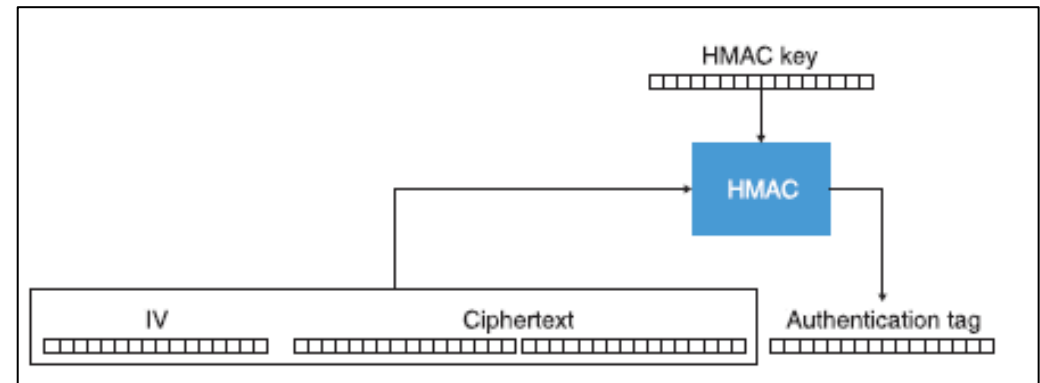 HMAC key
HMAC
IV
Ciphertext
Authentication tag